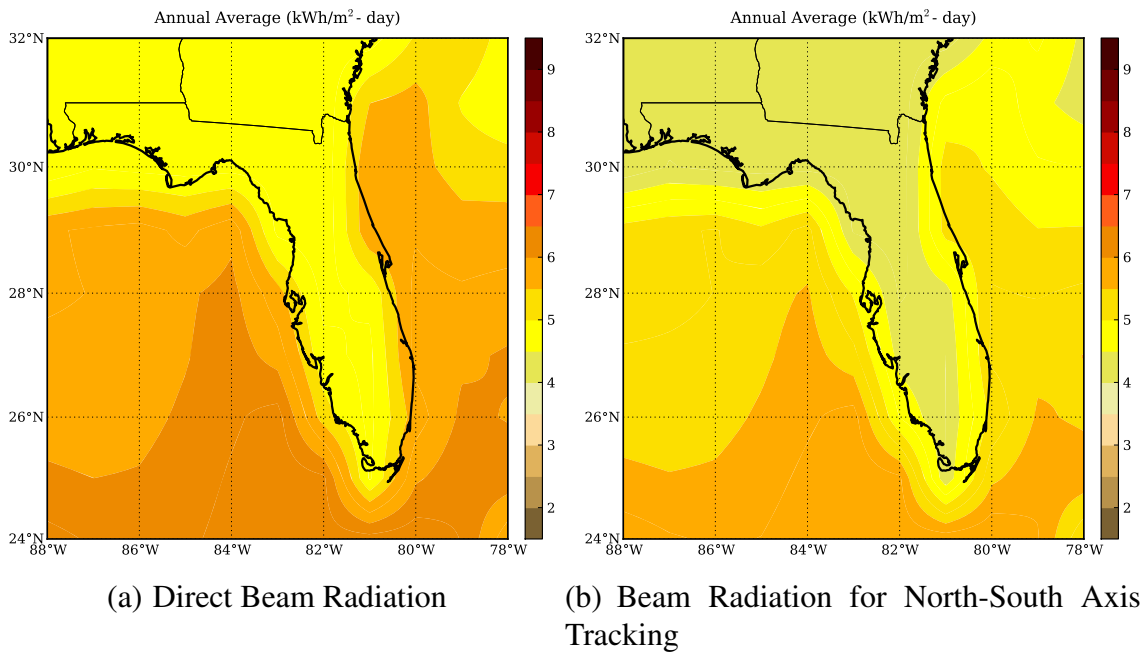 Annual Average (kWh/m²- day)
32°N
30°N
28°N
26°N
24°N
88°W 86°W 84°W 82°W 80°W 78°W
9
8
7
6
5
4
3
2
(a) Direct Beam Radiation
Annual Average (kWh/m²- day)
32°N
30°N
28°N
26°N
24°N
88°W 86°W 84°W 82°W 80°W 78°W
9
8
7
6
5
4
3
2
(b) Beam Radiation for North-South Axis
Tracking